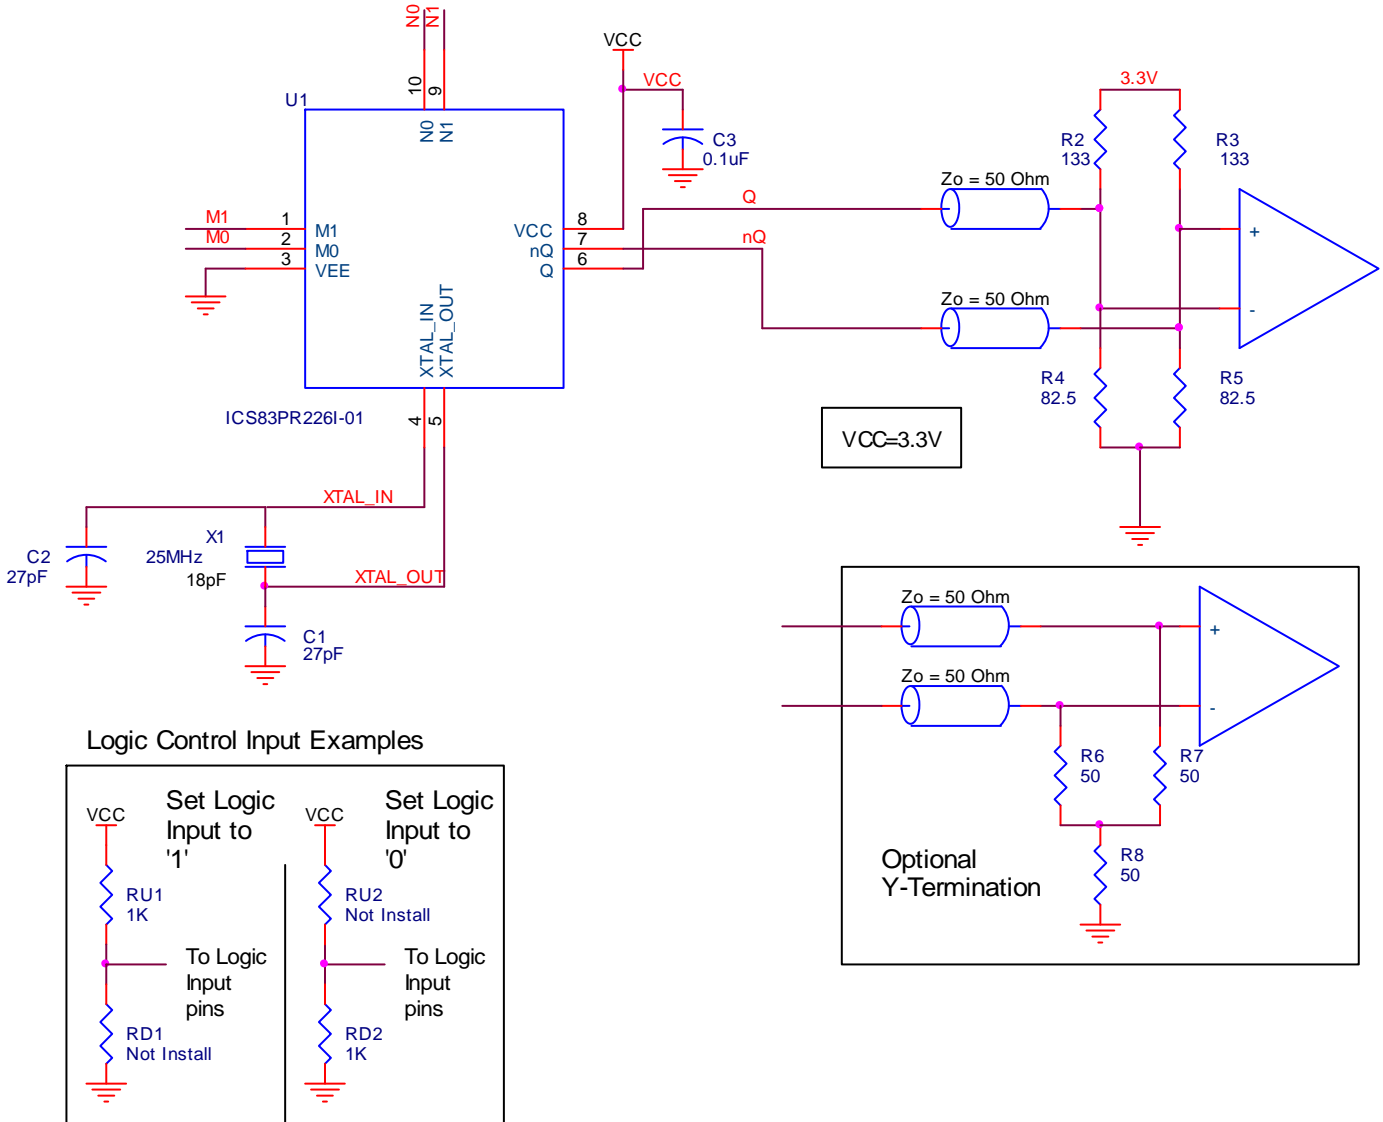 N0
N1
10
9
U1
N0
N1
VCC
VCC
C3
0.1uF
3.3V
R2
133
R3
133
M1
M0
1
2
3
M1
M0
VEE
VCC
nQ
Q
8
7
6
Q
nQ
Zo = 50 Ohm
Zo = 50 Ohm
+
-
XTAL_IN
XTAL_OUT
4
5
ICS83PR226I-01
R4
82.5
R5
82.5
VCC=3.3V
XTAL_IN
XTAL_OUT
C2
27pF
X1
25MHz
18pF
C1
27pF
Zo = 50 Ohm
Zo = 50 Ohm
+
-
R6
50
R7
50
R8
50
Optional
Y-Termination
Logic Control Input Examples
VCC
Set Logic
Input to
'1'
RU1
1K
To Logic
Input
pins
RD1
Not Install
VCC
Set Logic
Input to
'0'
RU2
Not Install
To Logic
Input
pins
RD2
1K